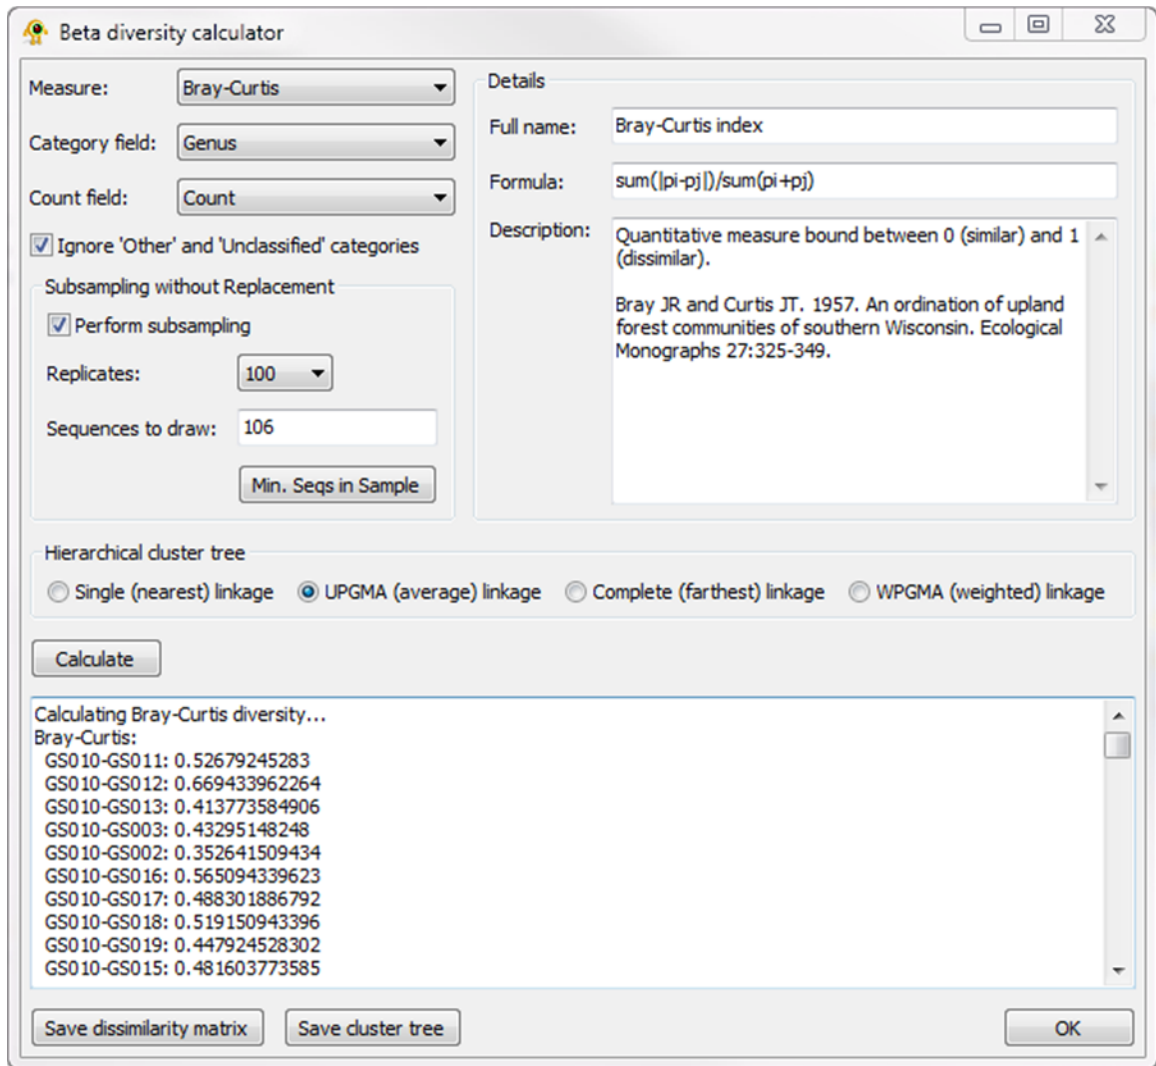 Beta diversity calculator
Measure: Bray-Curtis
Category field: Genus
Count field: Count
Ignore 'Other' and 'Unclassified' categories
Subsampling without Replacement
Perform subsampling
Replicates: 100
Sequences to draw: 106
Min. Seqs in Sample
Details
Full name: Bray-Curtis index
Formula: sum(|pi-pj|)/sum(pi+pj)
Description: Quantitative measure bound between 0 (similar) and 1
(dissimilar).
Bray JR and Curtis JT. 1957. An ordination of upland
forest communities of southern Wisconsin. Ecological
Monographs 27:325-349.
Hierarchical cluster tree
Single (nearest) linkage UPGMA (average) linkage Complete (farthest) linkage WPGMA (weighted) linkage
Calculate
Calculating Bray-Curtis diversity...
Bray-Curtis:
GS010-GS011: 0.52679245283
GS010-GS012: 0.669433962264
GS010-GS013: 0.413773584906
GS010-GS003: 0.43295148248
GS010-GS002: 0.352641509434
GS010-GS016: 0.565094339623
GS010-GS017: 0.488301886792
GS010-GS018: 0.519150943396
GS010-GS019: 0.447924528302
GS010-GS015: 0.481603773585
Save dissimilarity matrix Save cluster tree OK